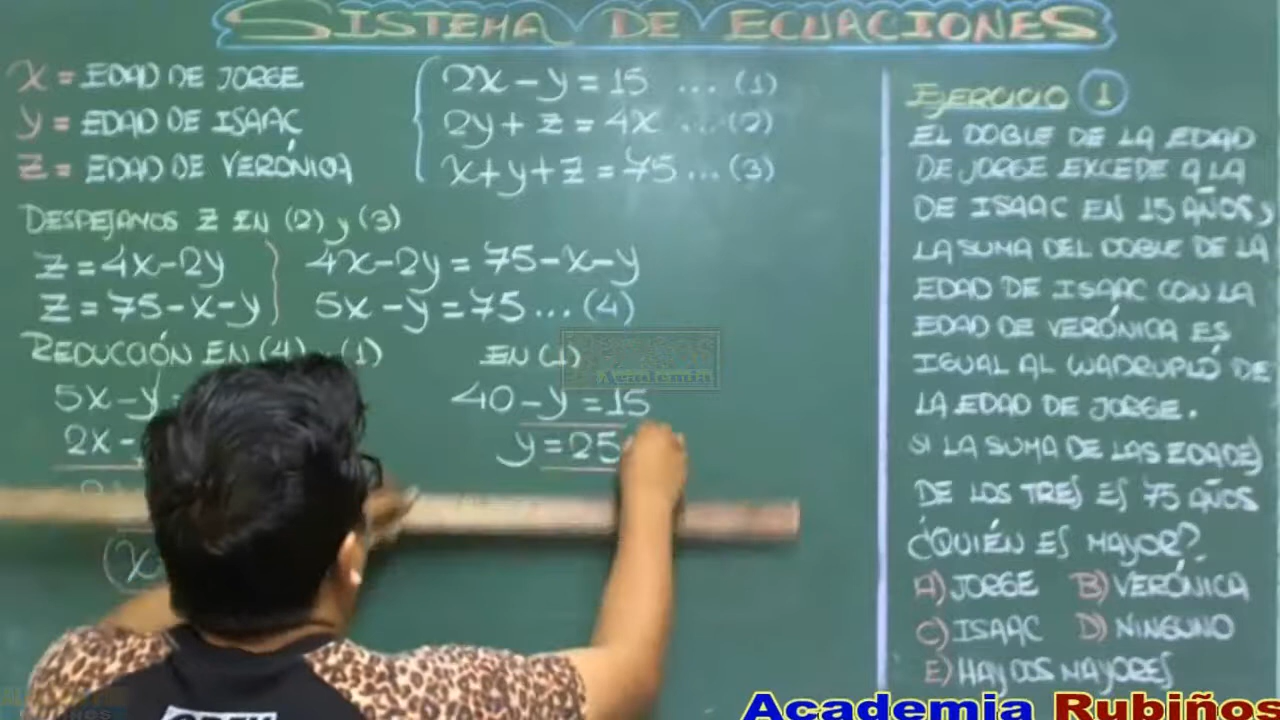 SISTEMA DE ECUACIONES
X = EDAD DE JORGE
y = EDAD DE ISAAC
Z = EDAD DE VERÓNICA
2X - y = 15 ... (1)
2y + Z = 4X ... (2)
X + y + Z = 75 ... (3)
DESPEJAMOS Z EN (2) y (3)
Z = 4X - 2y
Z = 75 - X - y
4X - 2y = 75 - X - y
5X - y = 75 ... (4)
REDUCCIÓN EN (4) y (1)
5X - y
2X -
(X
EN (1)
40 - y = 15
y = 25
EJERCICIO 1
EL DOBLE DE LA EDAD
DE JORGE EXCEDE A LA
DE ISAAC EN 15 AÑOS y
LA SUMA DEL DOBLE DE LA
EDAD DE ISAAC CON LA
EDAD DE VERÓNICA ES
IGUAL AL CUADRUPLO DE
LA EDAD DE JORGE.
SI LA SUMA DE LAS EDADES
DE LOS TRES ES 75 AÑOS
¿QUIÉN ES MAYOR?
A) JORGE B) VERÓNICA
C) ISAAC D) NINGUNO
E) HAY DOS MAYORES
Academia
Academia Rubiños